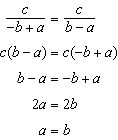 c/(-b+a) = c/(b-a)
c(b-a) = c(-b+a)
b-a = -b+a
2a = 2b
a = b